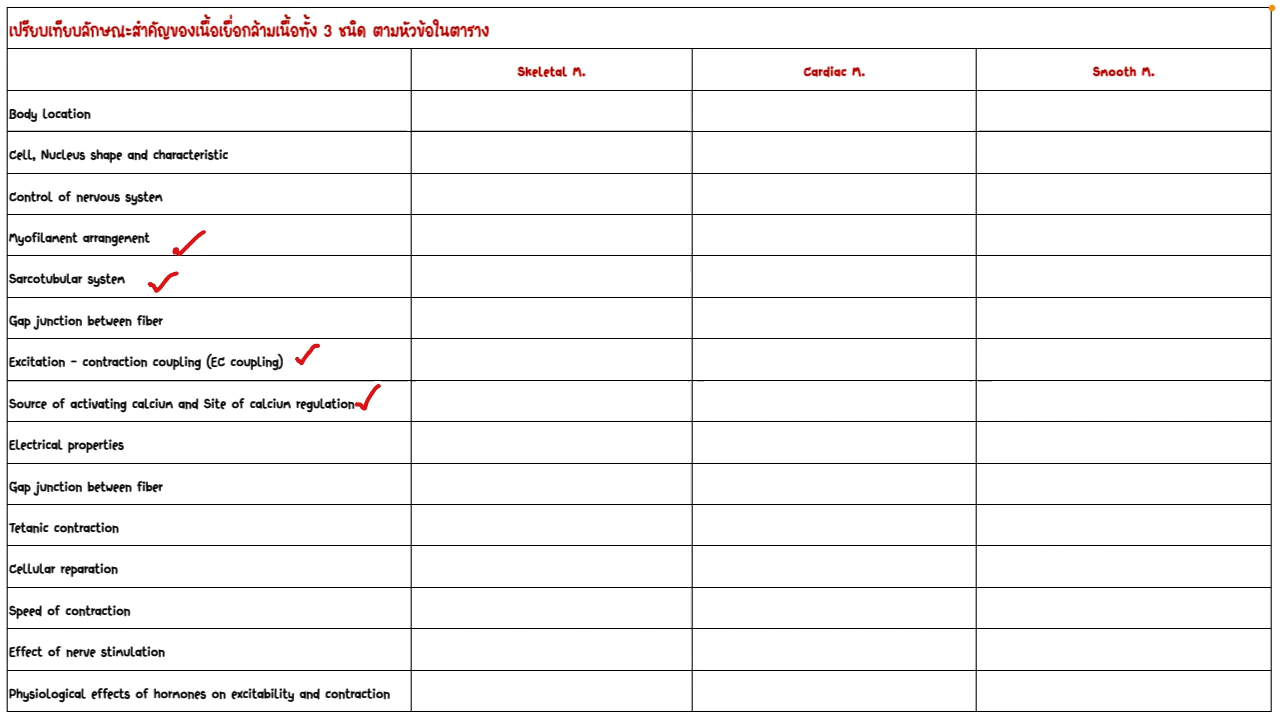 เปรียบเทียบลักษณะสำคัญของเนื้อเยื่อกล้ามเนื้อทั้ง 3 ชนิด ตามหัวข้อในตาราง
Skeletal M. Cardiac M. Smooth M.
Body location
Cell, Nucleus shape and characteristic
Control of nervous system
Myofilament arrangement
Sarcotubular system
Gap junction between fiber
Excitation - contraction coupling (EC coupling)
Source of activating calcium and Site of calcium regulation
Electrical properties
Gap junction between fiber
Tetanic contraction
Cellular reparation
Speed of contraction
Effect of nerve stimulation
Physiological effects of hormones on excitability and contraction